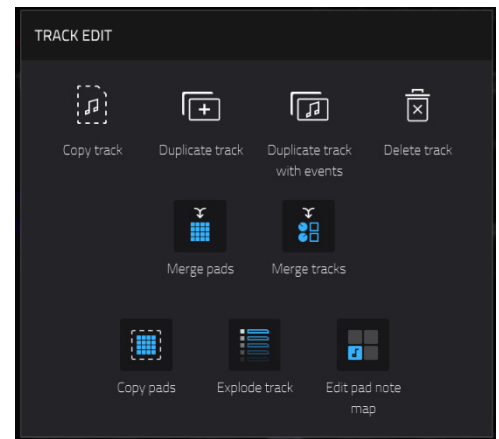 TRACK EDIT
Copy track
Duplicate track
Duplicate track
with events
Delete track
Merge pads
Merge tracks
Copy pads
Explode track
Edit pad note
map